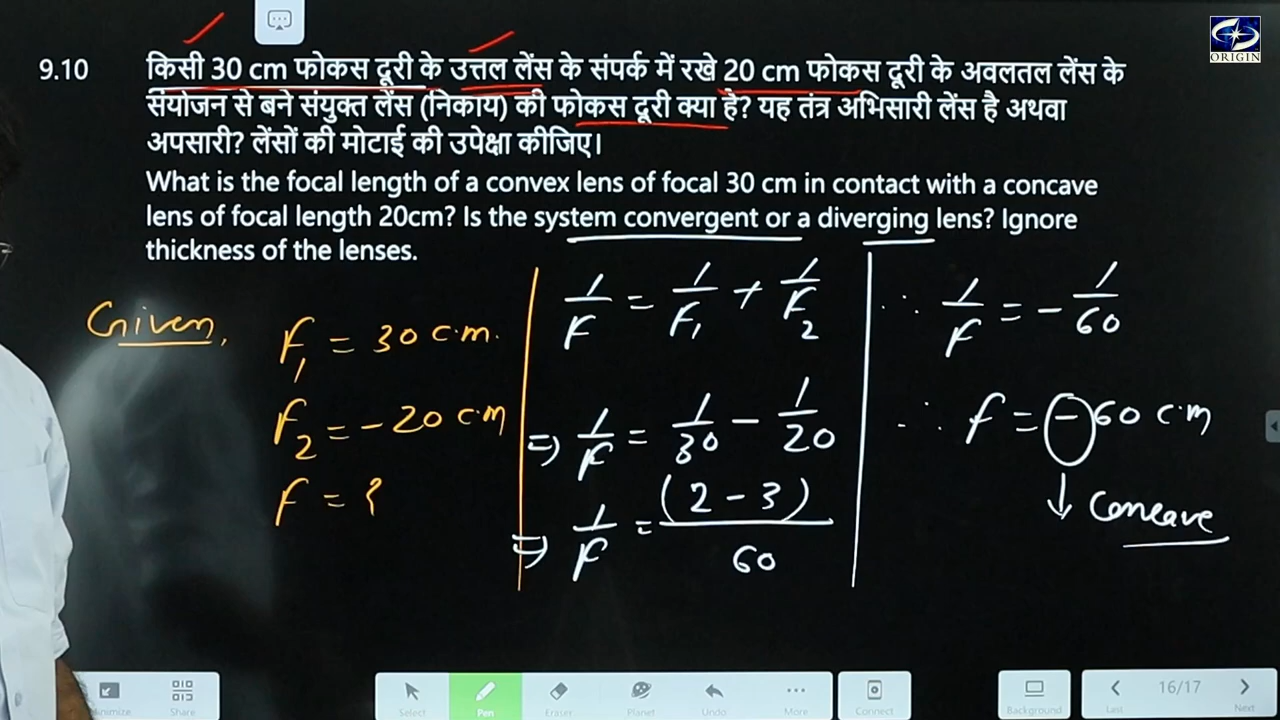 ORIGIN
9.10 किसी 30 cm फोकस दूरी के उत्तल लेंस के संपर्क में रखे 20 cm फोकस दूरी के अवलतल लेंस के
संयोजन से बने संयुक्त लेंस (निकाय) की फोकस दूरी क्या है? यह तंत्र अभिसारी लेंस है अथवा
अपसारी? लेंसों की मोटाई की उपेक्षा कीजिए।
What is the focal length of a convex lens of focal 30 cm in contact with a concave
lens of focal length 20cm? Is the system convergent or a diverging lens? Ignore
thickness of the lenses.
Given,
F₁ = 30 c.m.
F₂ = -20 cm
F = ?
1/F = 1/F₁ + 1/F₂
=> 1/F = 1/30 - 1/20
=> 1/F = (2-3)/60
∴ 1/F = - 1/60
∴ f = -60 c.m
↓ Concave
Minimize Share Select Pen Eraser Planet Undo More Connect Background Last 16/17 Next